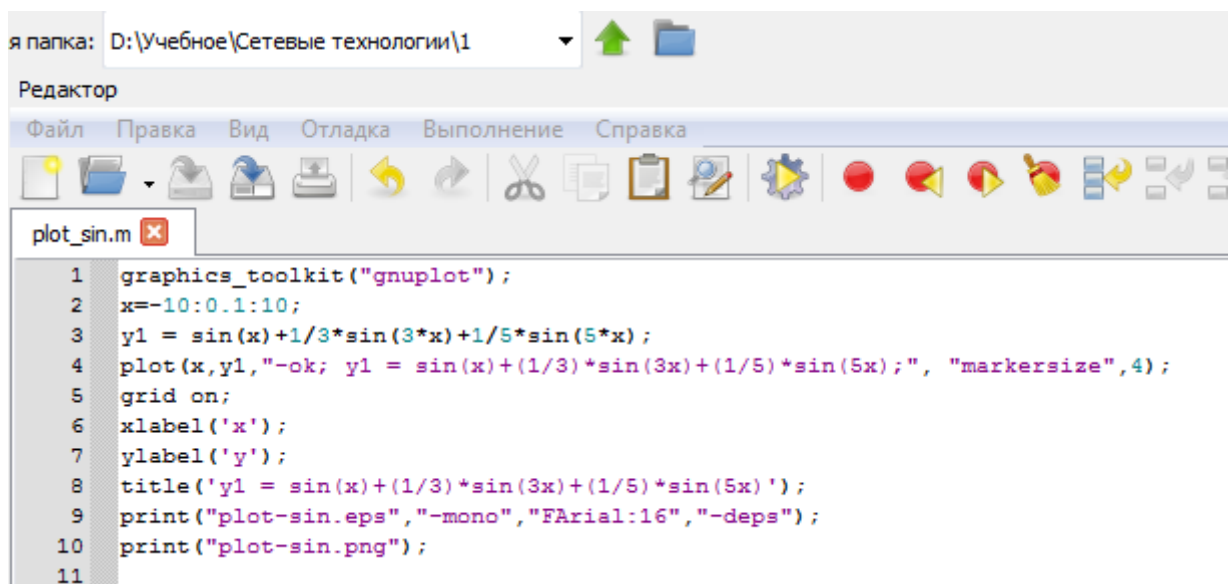 я папка: D:\Учебное\Сетевые технологии\1
Редактор
Файл Правка Вид Отладка Выполнение Справка
plot_sin.m
1 graphics_toolkit("gnuplot");
2 x=-10:0.1:10;
3 y1 = sin(x)+1/3*sin(3*x)+1/5*sin(5*x);
4 plot(x,y1,"-ok; y1 = sin(x)+(1/3)*sin(3x)+(1/5)*sin(5x);", "markersize",4);
5 grid on;
6 xlabel('x');
7 ylabel('y');
8 title('y1 = sin(x)+(1/3)*sin(3x)+(1/5)*sin(5x)');
9 print("plot-sin.eps","-mono","FArial:16","-deps");
10 print("plot-sin.png");
11